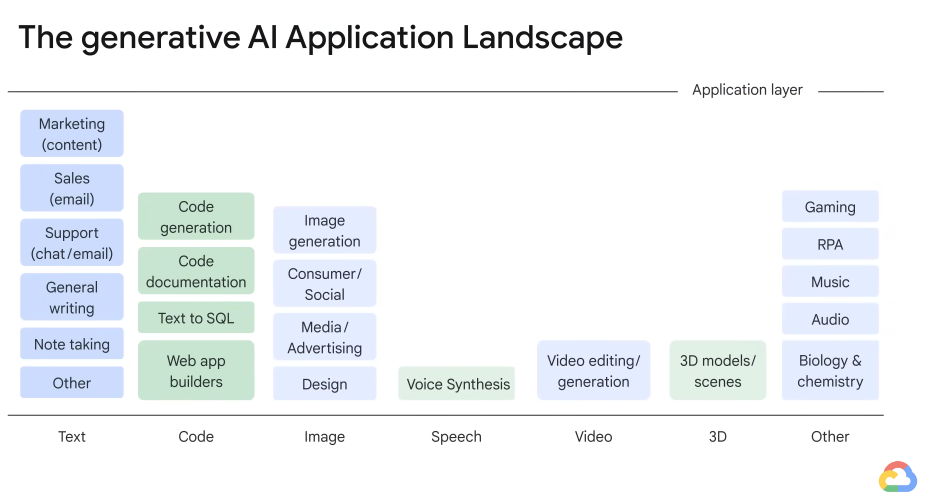 The generative AI Application Landscape
Application layer
Marketing
(content)
Sales
(email)
Support
(chat/email)
General
writing
Note taking
Other
Code
generation
Code
documentation
Text to SQL
Web app
builders
Image
generation
Consumer/
Social
Media/
Advertising
Design
Voice Synthesis
Video editing/
generation
3D models/
scenes
Gaming
RPA
Music
Audio
Biology &
chemistry
Text
Code
Image
Speech
Video
3D
Other